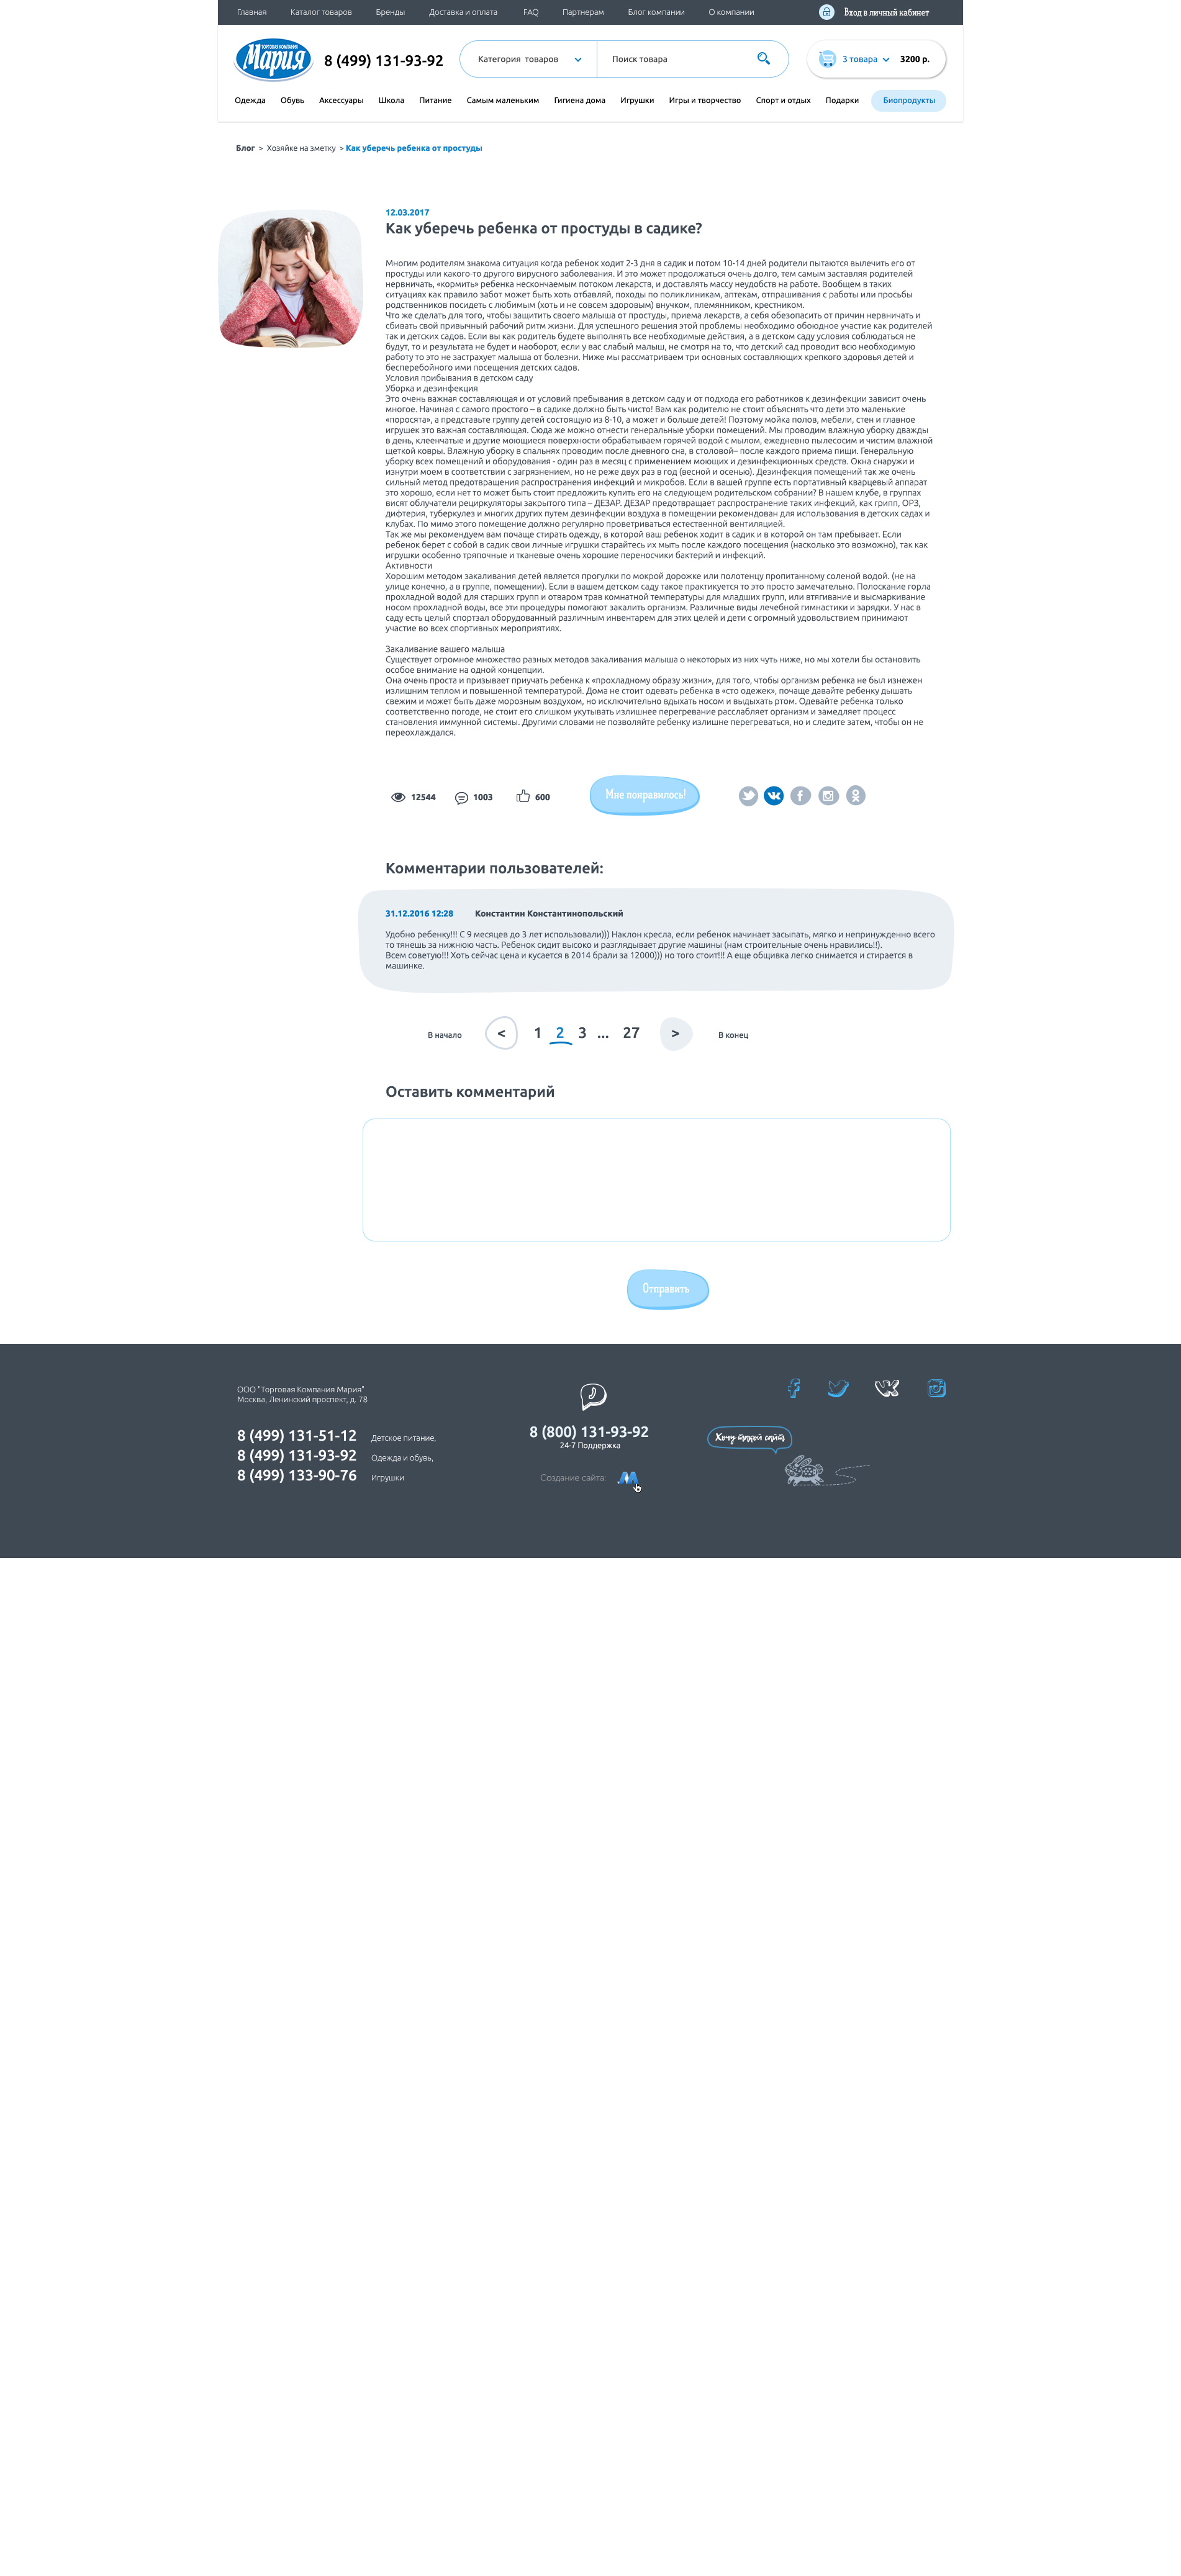 Главная Каталог товаров Бренды Доставка и оплата FAQ Партнерам Блог компании О компании Вход в личный кабинет
ТОРГОВАЯ КОМПАНИЯ
Мария
8 (499) 131-93-92 Категория товаров Поиск товара 3 товара 3200 р.
Одежда Обувь Аксессуары Школа Питание Самым маленьким Гигиена дома Игрушки Игры и творчество Спорт и отдых Подарки Биопродукты
Блог > Хозяйке на зметку > Как уберечь ребенка от простуды
12.03.2017
Как уберечь ребенка от простуды в садике?
Многим родителям знакома ситуация когда ребенок ходит 2-3 дня в садик и потом 10-14 дней родители пытаются вылечить его от
простуды или какого-то другого вирусного заболевания. И это может продолжаться очень долго, тем самым заставляя родителей
нервничать, «кормить» ребенка нескончаемым потоком лекарств, и доставлять массу неудобств на работе. Вообщем в таких
ситуациях как правило забот может быть хоть отбавляй, походы по поликлиникам, аптекам, отпрашивания с работы или просьбы
родственников посидеть с любимым (хоть и не совсем здоровым) внучком, племянником, крестником.
Что же сделать для того, чтобы защитить своего малыша от простуды, приема лекарств, а себя обезопасить от причин нервничать и
сбивать свой привычный рабочий ритм жизни. Для успешного решения этой проблемы необходимо обоюдное участие как родителей
так и детских садов. Если вы как родитель будете выполнять все необходимые действия, а в детском саду условия соблюдаться не
будут, то и результата не будет и наоборот, если у вас слабый малыш, не смотря на то, что детский сад проводит всю необходимую
работу то это не застрахует малыша от болезни. Ниже мы рассматриваем три основных составляющих крепкого здоровья детей и
бесперебойного ими посещения детских садов.
Условия прибывания в детском саду
Уборка и дезинфекция
Это очень важная составляющая и от условий пребывания в детском саду и от подхода его работников к дезинфекции зависит очень
многое. Начиная с самого простого – в садике должно быть чисто! Вам как родителю не стоит объяснять что дети это маленькие
«поросята», а представьте группу детей состоящую из 8-10, а может и больше детей! Поэтому мойка полов, мебели, стен и главное
игрушек это важная составляющая. Сюда же можно отнести генеральные уборки помещений. Мы проводим влажную уборку дважды
в день, клеенчатые и другие моющиеся поверхности обрабатываем горячей водой с мылом, ежедневно пылесосим и чистим влажной
щеткой ковры. Влажную уборку в спальнях проводим после дневного сна, в столовой– после каждого приема пищи. Генеральную
уборку всех помещений и оборудования - один раз в месяц с применением моющих и дезинфекционных средств. Окна снаружи и
изнутри моем в соответствии с загрязнением, но не реже двух раз в год (весной и осенью). Дезинфекция помещений так же очень
сильный метод предотвращения распространения инфекций и микробов. Если в вашей группе есть портативный кварцевый аппарат
это хорошо, если нет то может быть стоит предложить купить его на следующем родительском собрании? В нашем клубе, в группах
висят облучатели рециркуляторы закрытого типа – ДЕЗАР. ДЕЗАР предотвращает распространение таких инфекций, как грипп, ОРЗ,
дифтерия, туберкулез и многих других путем дезинфекции воздуха в помещении рекомендован для использования в детских садах и
клубах. По мимо этого помещение должно регулярно проветриваться естественной вентиляцией.
Так же мы рекомендуем вам почаще стирать одежду, в которой ваш ребенок ходит в садик и в которой он там пребывает. Если
ребенок берет с собой в садик свои личные игрушки старайтесь их мыть после каждого посещения (насколько это возможно), так как
игрушки особенно тряпочные и тканевые очень хорошие переносчики бактерий и инфекций.
Активности
Хорошим методом закаливания детей является прогулки по мокрой дорожке или полотенцу пропитанному соленой водой. (не на
улице конечно, а в группе, помещении). Если в вашем детском саду такое практикуется то это просто замечательно. Полоскание горла
прохладной водой для старших групп и отваром трав комнатной температуры для младших групп, или втягивание и высмаркивание
носом прохладной воды, все эти процедуры помогают закалить организм. Различные виды лечебной гимнастики и зарядки. У нас в
саду есть целый спортзал оборудованный различным инвентарем для этих целей и дети с огромный удовольствием принимают
участие во всех спортивных мероприятиях.
Закаливание вашего малыша
Существует огромное множество разных методов закаливания малыша о некоторых из них чуть ниже, но мы хотели бы остановить
особое внимание на одной концепции.
Она очень проста и призывает приучать ребенка к «прохладному образу жизни», для того, чтобы организм ребенка не был изнежен
излишним теплом и повышенной температурой. Дома не стоит одевать ребенка в «сто одежек», почаще давайте ребенку дышать
свежим и может быть даже морозным воздухом, но исключительно вдыхать носом и выдыхать ртом. Одевайте ребенка только
соответственно погоде, не стоит его слишком укутывать излишнее перегревание расслабляет организм и замедляет процесс
становления иммунной системы. Другими словами не позволяйте ребенку излишне перегреваться, но и следите затем, чтобы он не
переохлаждался.
12544 1003 600 Мне понравилось!
Комментарии пользователей:
31.12.2016 12:28 Константин Константинопольский
Удобно ребенку!!! С 9 месяцев до 3 лет использовали))) Наклон кресла, если ребенок начинает засыпать, мягко и непринужденно всего
то тянешь за нижнюю часть. Ребенок сидит высоко и разглядывает другие машины (нам строительные очень нравились!!).
Всем советую!!! Хоть сейчас цена и кусается в 2014 брали за 12000))) но того стоит!!! А еще общивка легко снимается и стирается в
машинке.
В начало < 1 2 3 ... 27 > В конец
Оставить комментарий
Отправить
ООО "Торговая Компания Мария"
Москва, Ленинский проспект, д. 78
8 (499) 131-51-12 Детское питание,
8 (499) 131-93-92 Одежда и обувь,
8 (499) 133-90-76 Игрушки
8 (800) 131-93-92
24-7 Поддержка
Создание сайта:
Хочу такой сайт